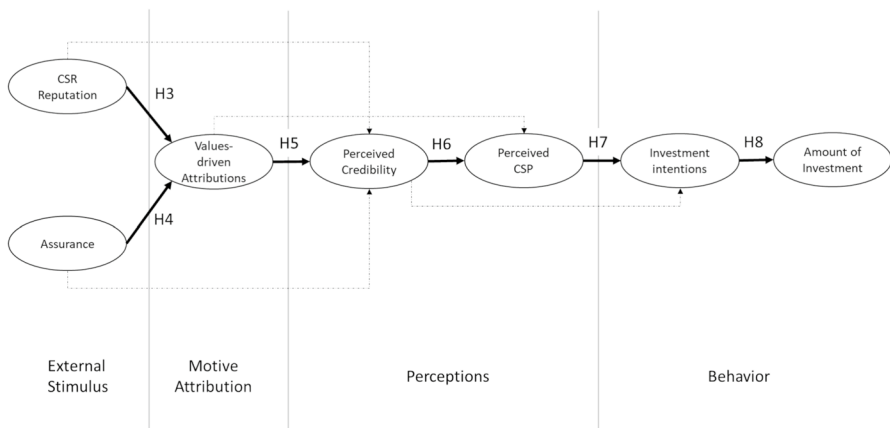 CSR
Reputation
H3
Values-
driven
Attributions
H4
Assurance
H5
Perceived
Credibility
H6
Perceived
CSP
H7
Investment
intentions
H8
Amount of
Investment
External
Stimulus
Motive
Attribution
Perceptions
Behavior